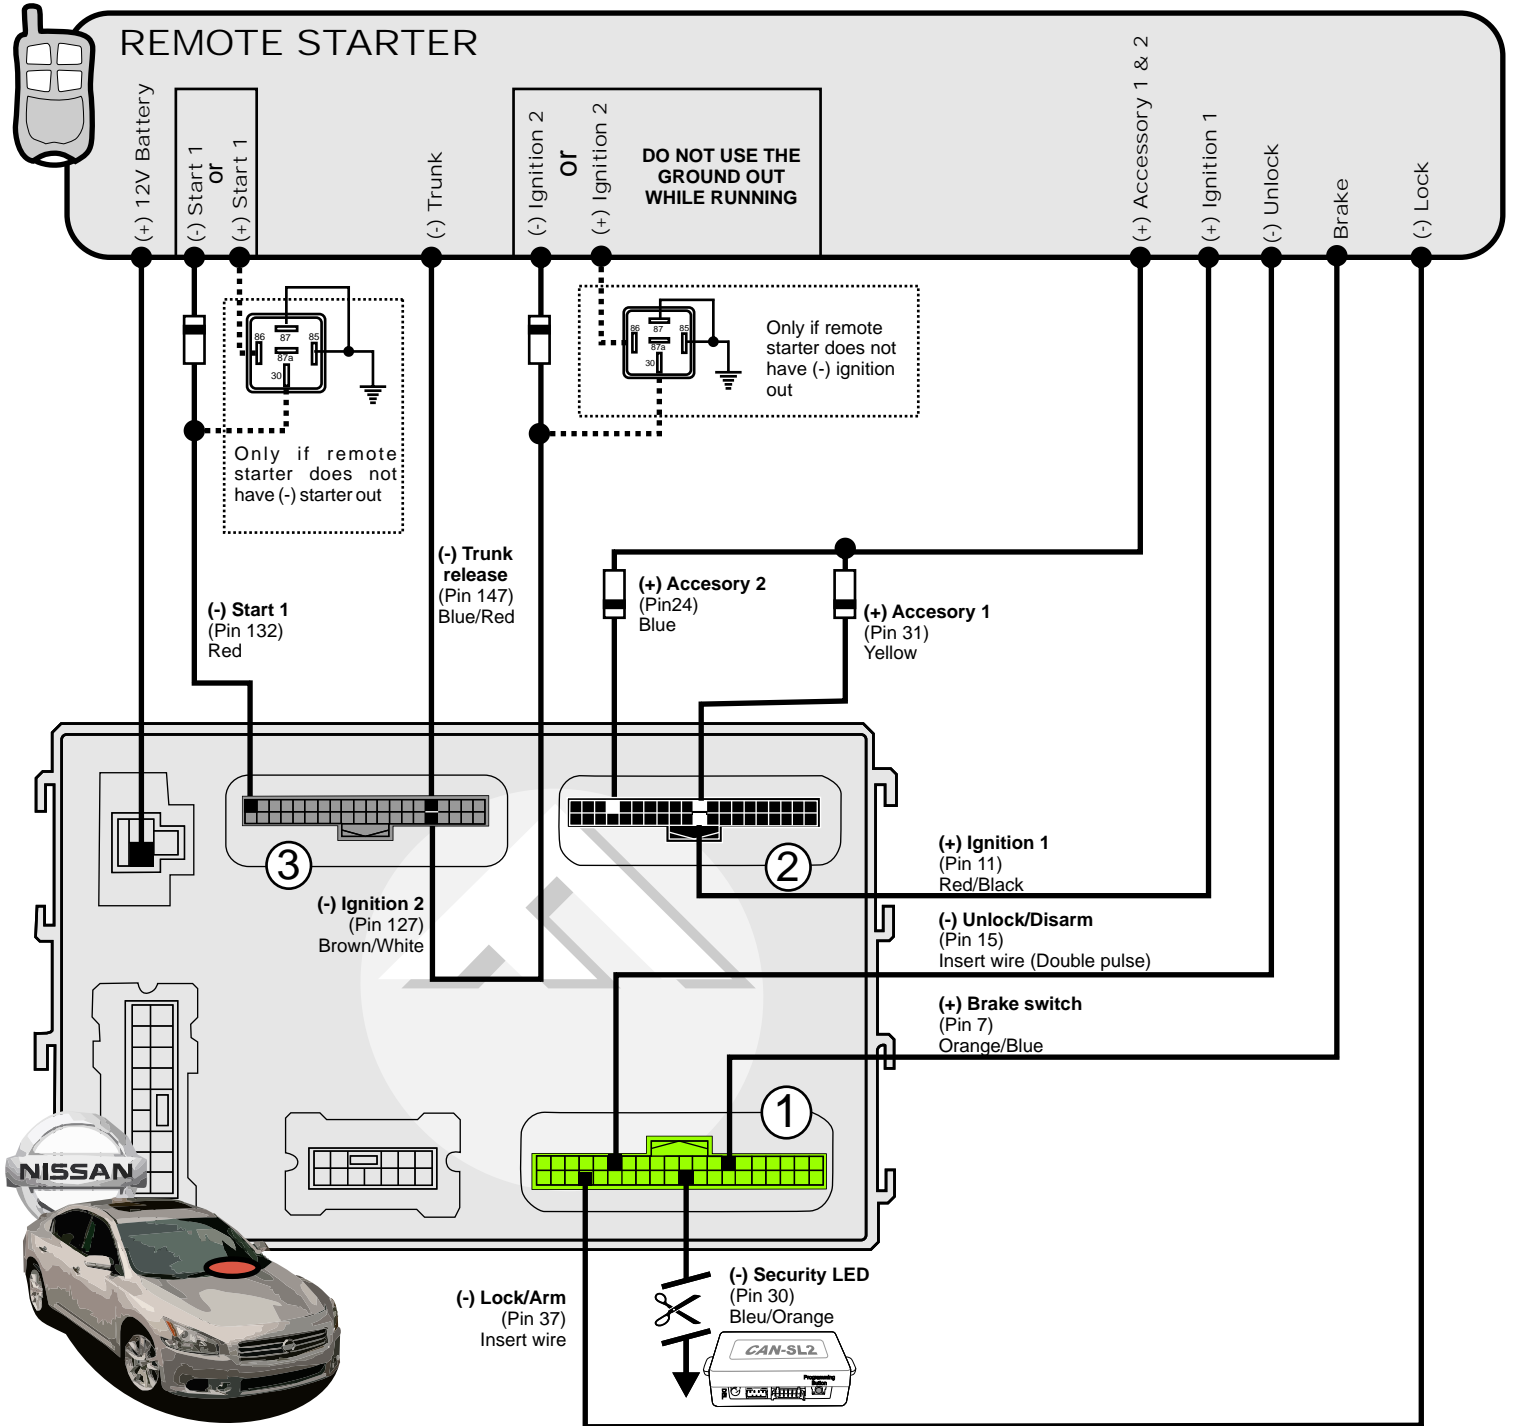 REMOTE STARTER
(+) 12V Battery
(-) Start 1
or
(+) Start 1
(-) Trunk
(-) Ignition 2
or
(+) Ignition 2
DO NOT USE THE
GROUND OUT
WHILE RUNNING
(+) Accessory 1 & 2
(+) Ignition 1
(-) Unlock
Brake
(-) Lock
86
87
85
87a
30
Only if remote
starter does not
have (-) starter out
86
87
85
87a
30
Only if remote
starter does not
have (-) ignition
out
(-) Trunk
release
(Pin 147)
Blue/Red
(-) Start 1
(Pin 132)
Red
(+) Accesory 2
(Pin24)
Blue
(+) Accesory 1
(Pin 31)
Yellow
3
2
(+) Ignition 1
(Pin 11)
Red/Black
(-) Ignition 2
(Pin 127)
Brown/White
(-) Unlock/Disarm
(Pin 15)
Insert wire (Double pulse)
(+) Brake switch
(Pin 7)
Orange/Blue
1
NISSAN
(-) Lock/Arm
(Pin 37)
Insert wire
(-) Security LED
(Pin 30)
Bleu/Orange
CAN-SL2
Programming
Button